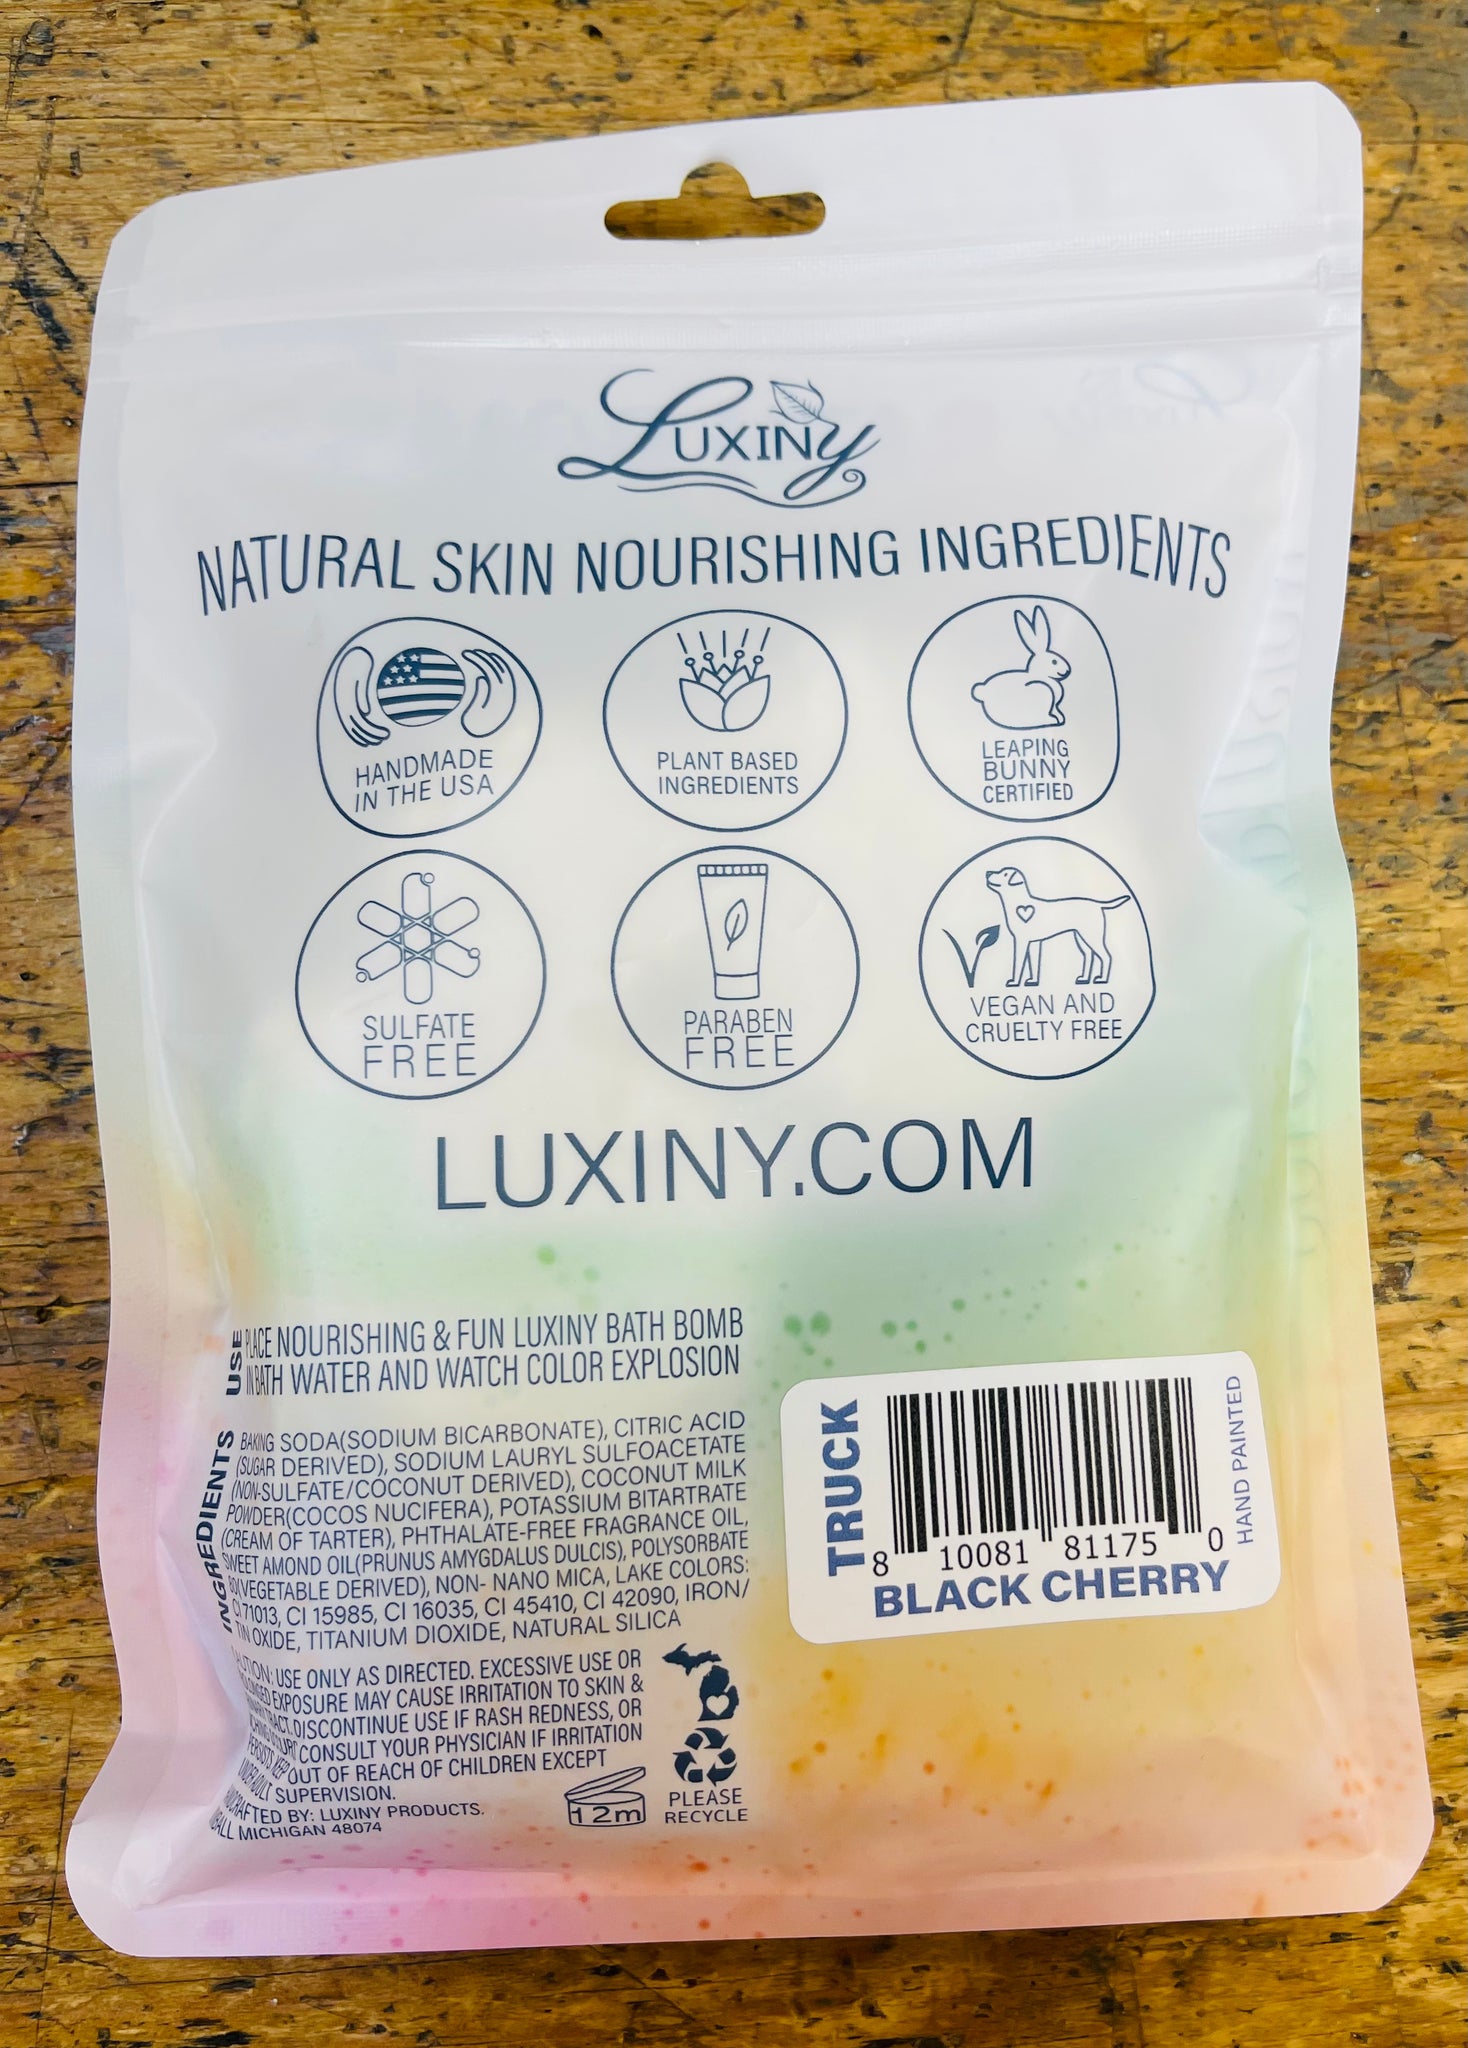 LUXINY
NATURAL SKIN NOURISHING INGREDIENTS
HANDMADE
IN THE USA
PLANT BASED
INGREDIENTS
LEAPING
BUNNY
CERTIFIED
SULFATE
FREE
PARABEN
FREE
VEGAN AND
CRUELTY FREE
LUXINY.COM
USE
PLACE NOURISHING & FUN LUXINY BATH BOMB
IN BATH WATER AND WATCH COLOR EXPLOSION
INGREDIENTS
BAKING SODA(SODIUM BICARBONATE), CITRIC ACID
(SUGAR DERIVED), SODIUM LAURYL SULFOACETATE
(NON-SULFATE/COCONUT DERIVED), COCONUT MILK
POWDER(COCOS NUCIFERA), POTASSIUM BITARTRATE
(CREAM OF TARTER), PHTHALATE-FREE FRAGRANCE OIL,
SWEET AMOND OIL(PRUNUS AMYGDALUS DULCIS), POLYSORBATE
80(VEGETABLE DERIVED), NON- NANO MICA, LAKE COLORS:
CI 71013, CI 15985, CI 16035, CI 45410, CI 42090, IRON/
TIN OXIDE, TITANIUM DIOXIDE, NATURAL SILICA
CAUTION: USE ONLY AS DIRECTED. EXCESSIVE USE OR
EXPOSURE MAY CAUSE IRRITATION TO SKIN &
TRACT. DISCONTINUE USE IF RASH REDNESS, OR
CONSULT YOUR PHYSICIAN IF IRRITATION
PERSISTS KEEP OUT OF REACH OF CHILDREN EXCEPT
SUPERVISION.
HANDCRAFTED BY: LUXINY PRODUCTS.
MICHIGAN 48074
12m
PLEASE
RECYCLE
TRUCK
8 10081 81175 0
HAND PAINTED
BLACK CHERRY